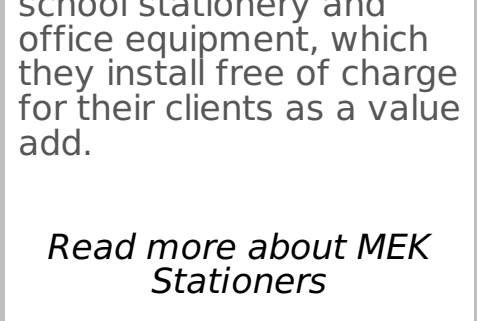 school stationery and
office equipment, which
they install free of charge
for their clients as a value
add.
Read more about MEK
Stationers